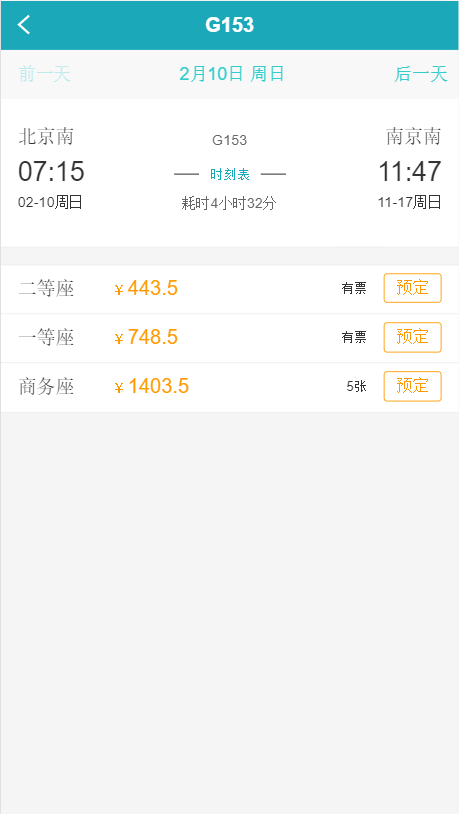 G153
前一天 2月10日 周日 后一天
北京南 G153 南京南
07:15 时刻表 11:47
02-10周日 耗时4小时32分 11-17周日
二等座 ¥ 443.5 有票 预定
一等座 ¥ 748.5 有票 预定
商务座 ¥ 1403.5 5张 预定